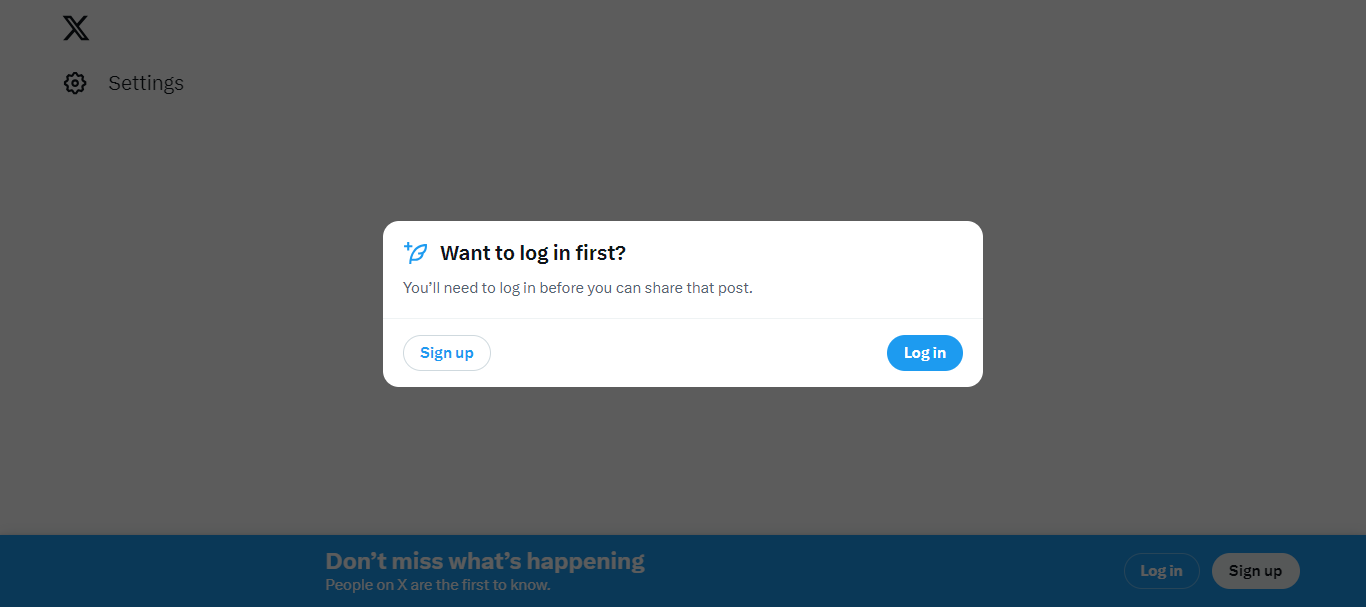 Settings
Want to log in first?
You’ll need to log in before you can share that post.
Sign up
Log in
Don’t miss what’s happening
People on X are the first to know.
Log in
Sign up